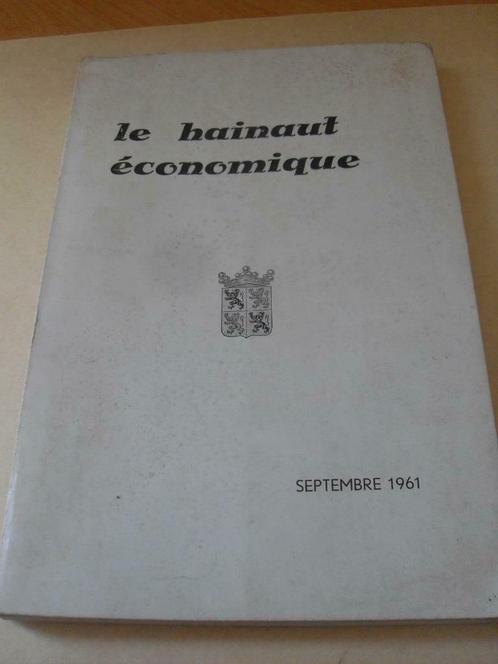 le hainaut
économique
SEPTEMBRE 1961